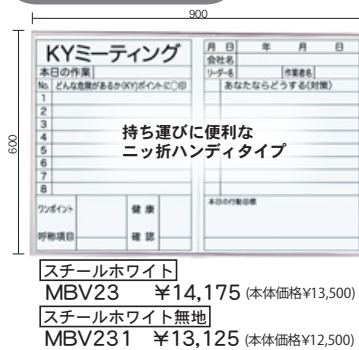 900
600
KYミーティング
月 日 年 月 日
会社名
リーダー名 作業者名
本日の作業
No. どんな危険があるか(KY)ポイントに〇印
あなたならどうする(対策)
1
2
3
4
5
6
7
8
持ち運びに便利な
ニッ折ハンディタイプ
ワンポイント 健康
呼称項目 確認
本日の行動目標
スチールホワイト
MBV23 ¥14,175 (本体価格¥13,500)
スチールホワイト無地
MBV231 ¥13,125 (本体価格¥12,500)